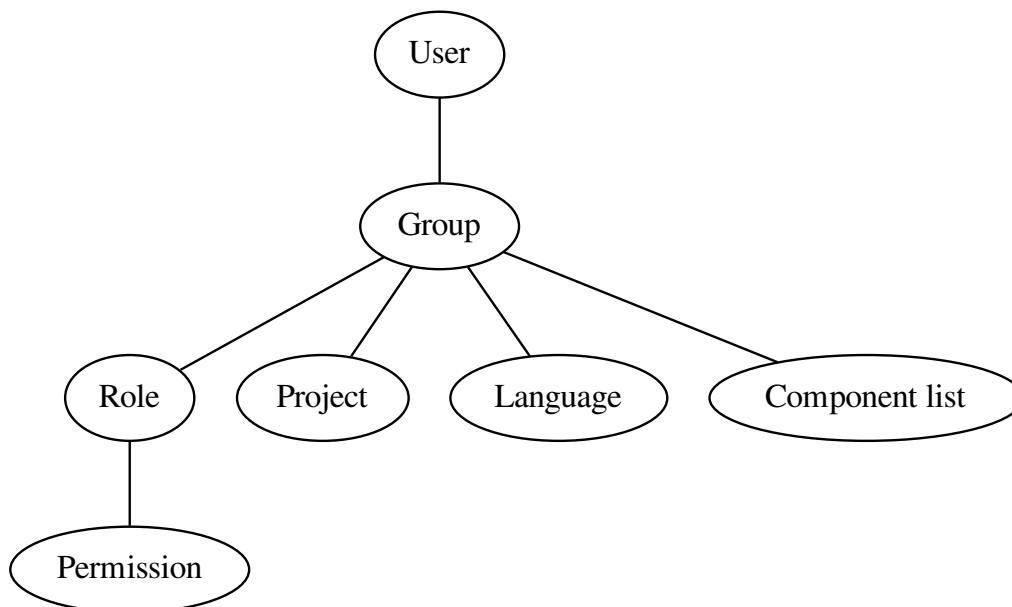 User
Group
Role
Project
Language
Component list
Permission